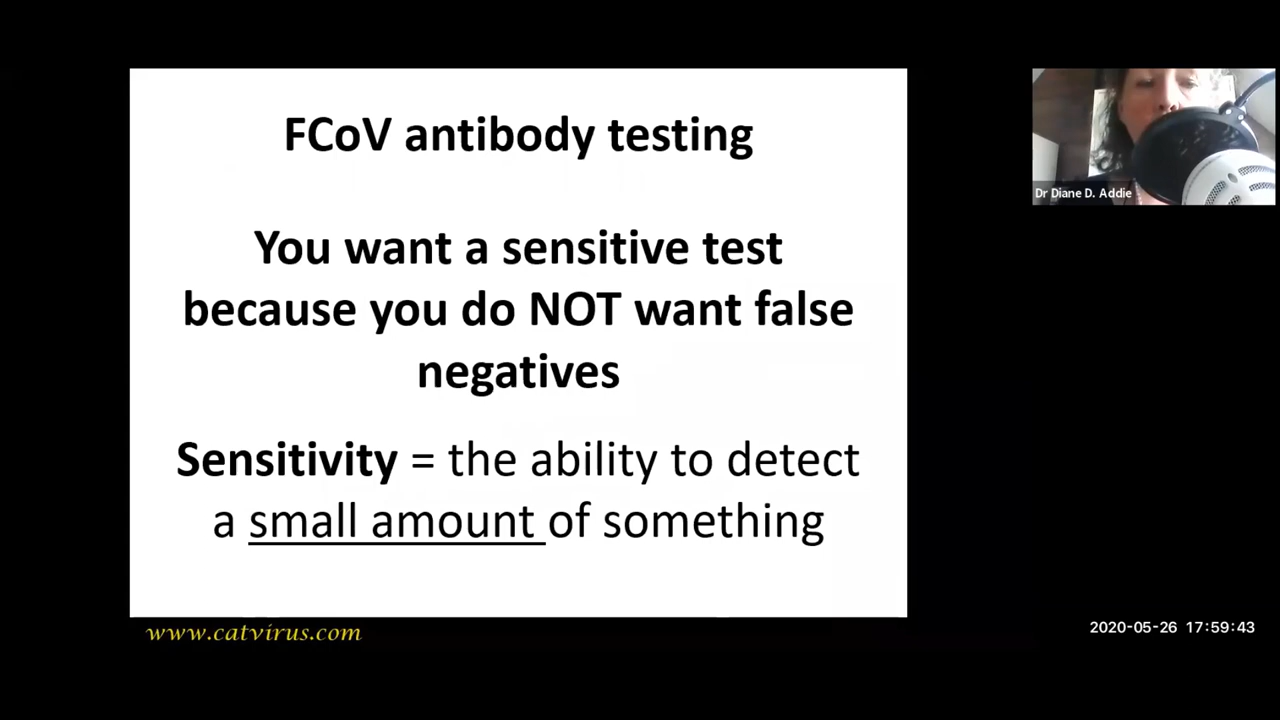 FCoV antibody testing
You want a sensitive test
because you do NOT want false
negatives
Sensitivity = the ability to detect
a small amount of something
Dr Diane D. Addie
www.catvirus.com
2020-05-26 17:59:43